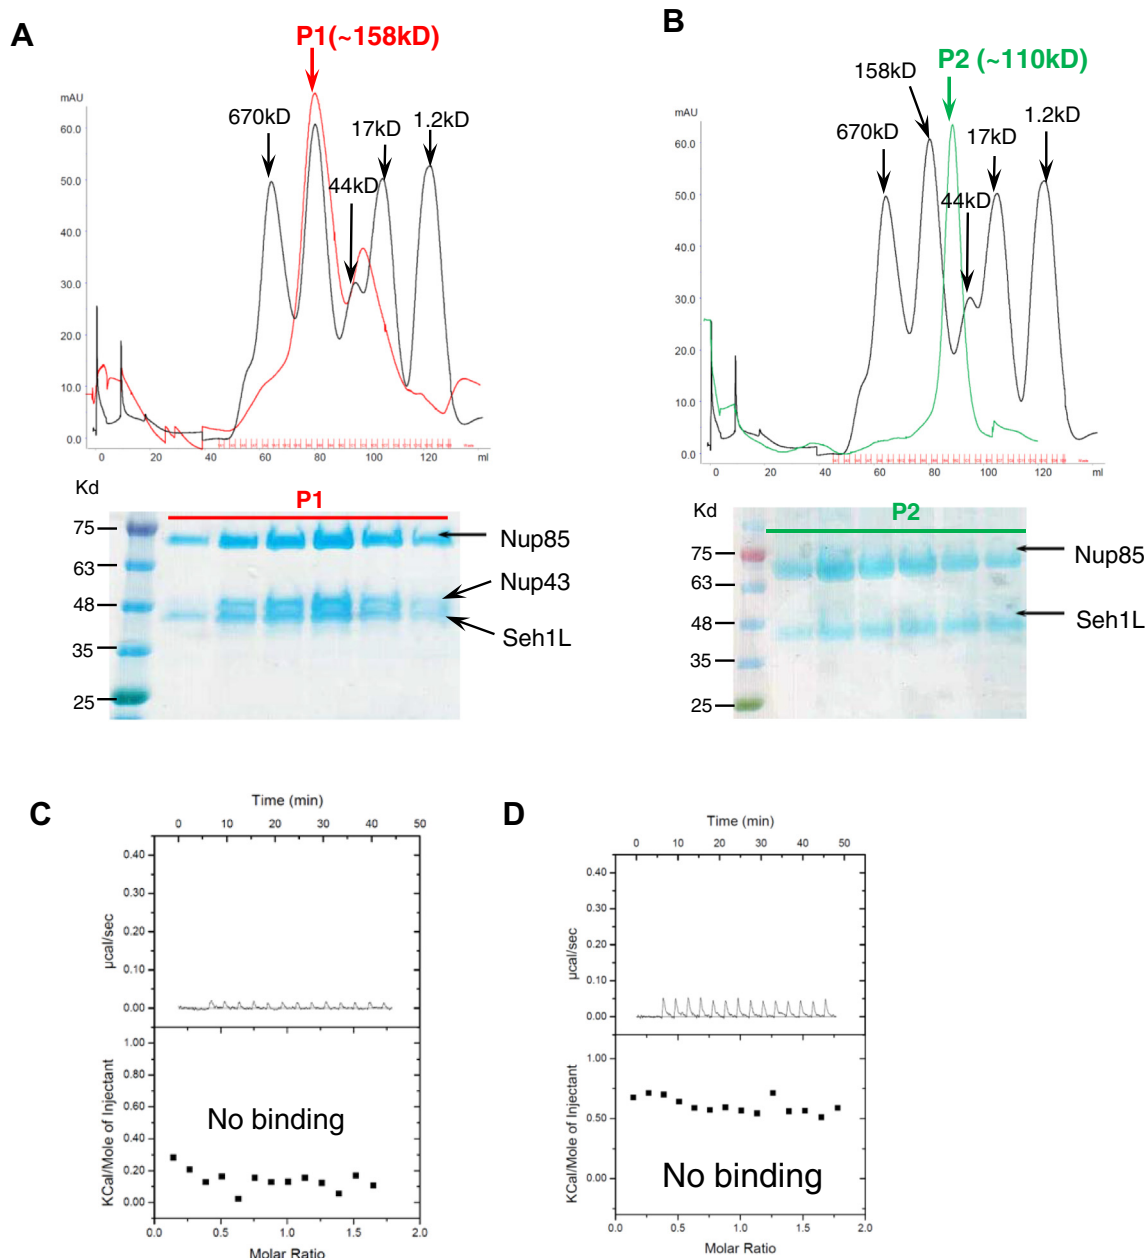 A
P1(~158kD)
mAU
670kD
17kD
1.2kD
44kD
60.0
50.0
40.0
30.0
20.0
10.0
0.0
0 20 40 60 80 100 120 ml
Kd
P1
75
63
48
35
25
Nup85
Nup43
Seh1L
B
P2 (~110kD)
158kD
mAU
670kD
17kD
1.2kD
44kD
60.0
50.0
40.0
30.0
20.0
10.0
0.0
0 20 40 60 80 100 120 ml
Kd
P2
75
63
48
35
25
Nup85
Seh1L
C
Time (min)
0 10 20 30 40 50
0.40
0.30
0.20
0.10
0.00
µcal/sec
1.00
0.80
0.60
0.40
0.20
0.00
KCal/Mole of Injectant
No binding
0.0 0.5 1.0 1.5 2.0
Molar Ratio
D
Time (min)
0 10 20 30 40 50
0.40
0.30
0.20
0.10
0.00
µcal/sec
1.00
0.50
0.00
KCal/Mole of Injectant
No binding
0.0 0.5 1.0 1.5 2.0
Molar Ratio